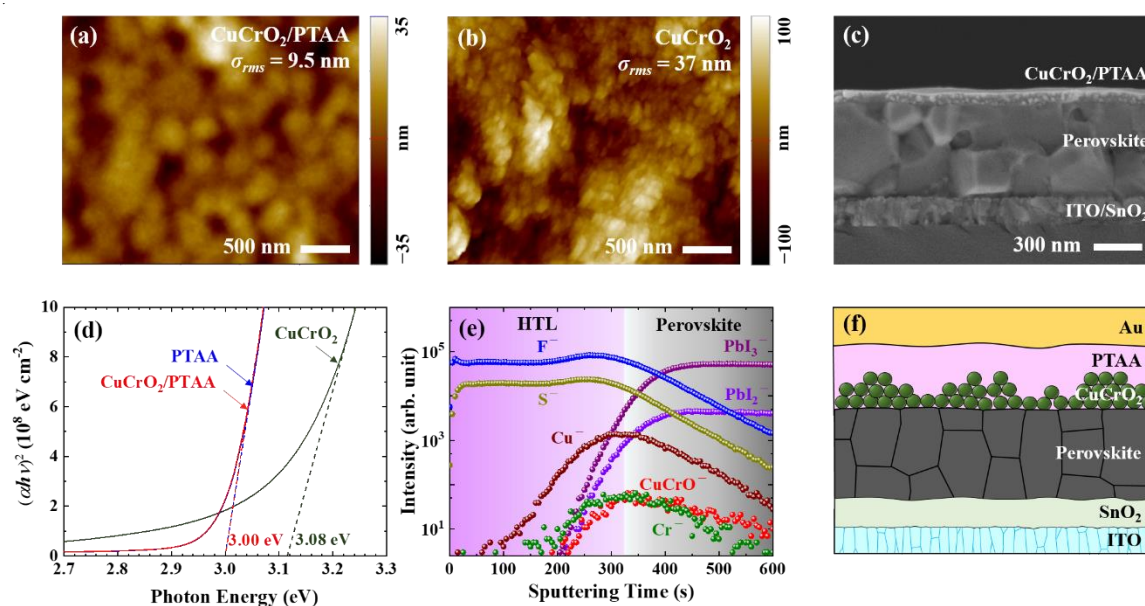 (a)
CuCrO₂/PTAA
σrms = 9.5 nm
500 nm
35
nm
−35
(b)
CuCrO₂
σrms = 37 nm
500 nm
100
nm
−100
(c)
CuCrO₂/PTAA
Perovskite
ITO/SnO₂
300 nm
(d)
CuCrO₂
PTAA
CuCrO₂/PTAA
3.00 eV
3.08 eV
(αhν)² (10⁸ eV cm⁻²)
10
8
6
4
2
0
2.7 2.8 2.9 3.0 3.1 3.2 3.3
Photon Energy (eV)
(e)
HTL
Perovskite
F⁻
PbI₃⁻
S⁻
PbI₂⁻
Cu⁻
CuCrO⁻
Cr⁻
Intensity (arb. unit)
10⁵
10³
10¹
0 100 200 300 400 500 600
Sputtering Time (s)
(f)
Au
PTAA
CuCrO₂
Perovskite
SnO₂
ITO